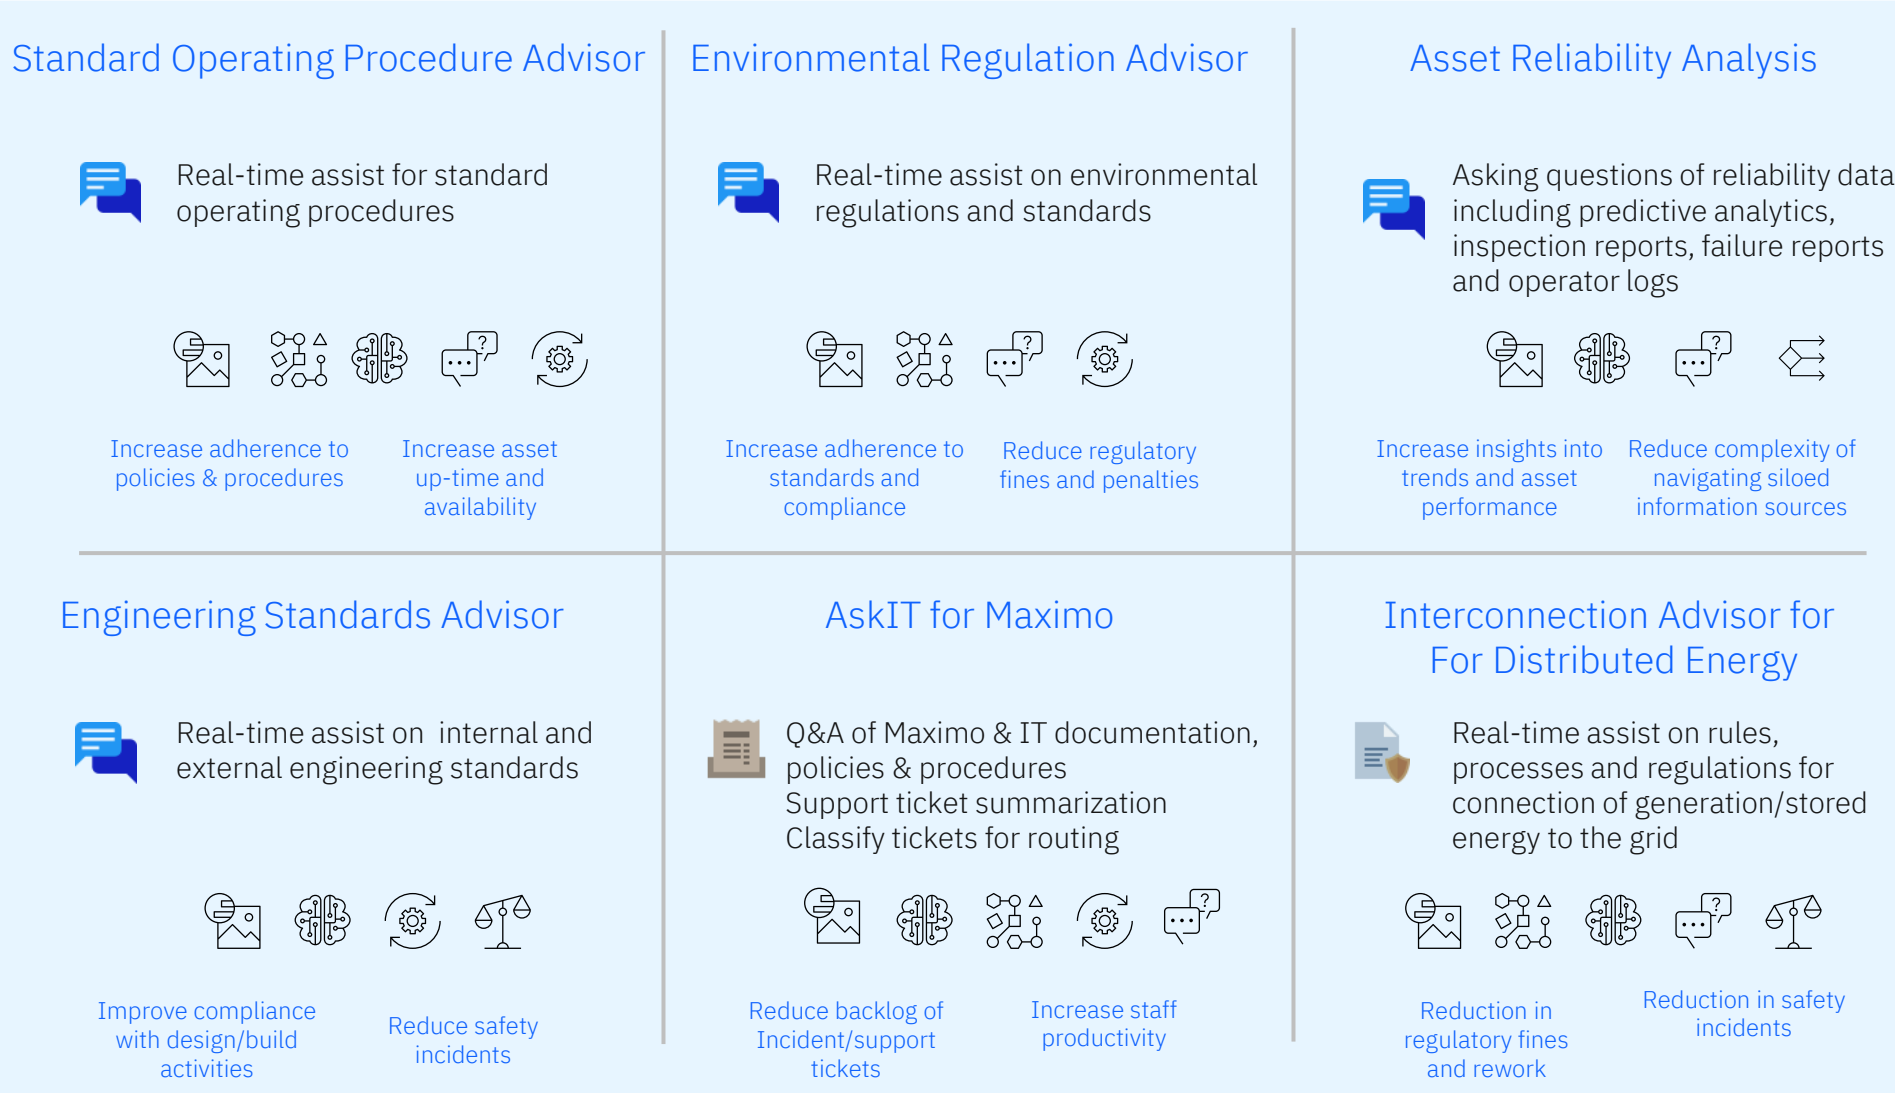 Standard Operating Procedure Advisor
Real-time assist for standard
operating procedures
Increase adherence to
policies & procedures
Increase asset
up-time and
availability
Environmental Regulation Advisor
Real-time assist on environmental
regulations and standards
Increase adherence to
standards and
compliance
Reduce regulatory
fines and penalties
Asset Reliability Analysis
Asking questions of reliability data
including predictive analytics,
inspection reports, failure reports
and operator logs
?
Increase insights into
trends and asset
performance
Reduce complexity of
navigating siloed
information sources
Engineering Standards Advisor
Real-time assist on  internal and
external engineering standards
Improve compliance
with design/build
activities
Reduce safety
incidents
AskIT for Maximo
Q&A of Maximo & IT documentation,
policies & procedures
Support ticket summarization
Classify tickets for routing
Reduce backlog of
Incident/support
tickets
Increase staff
productivity
Interconnection Advisor for
For Distributed Energy
Real-time assist on rules,
processes and regulations for
connection of generation/stored
energy to the grid
Reduction in
regulatory fines
and rework
Reduction in safety
incidents